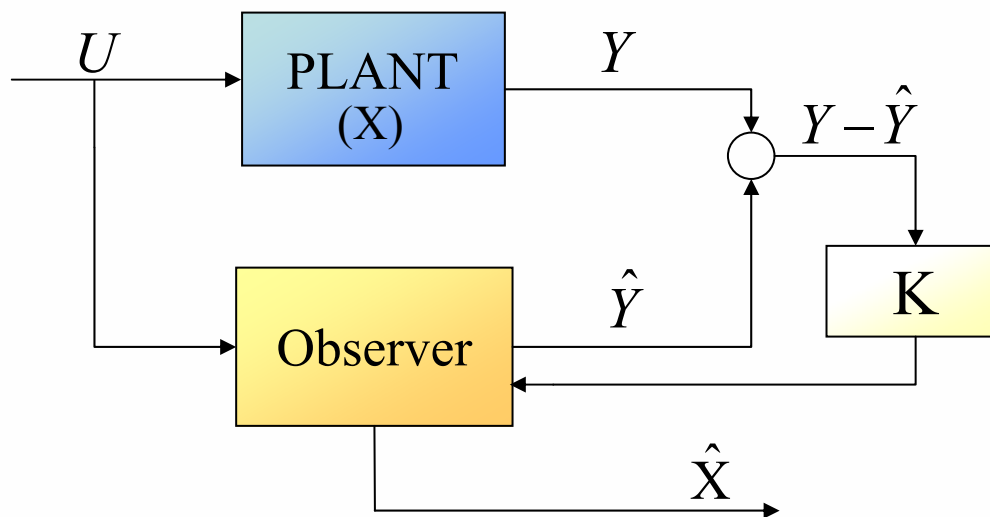 U
PLANT
(X)
Y
Y − Ŷ
K
Observer
Ŷ
X̂